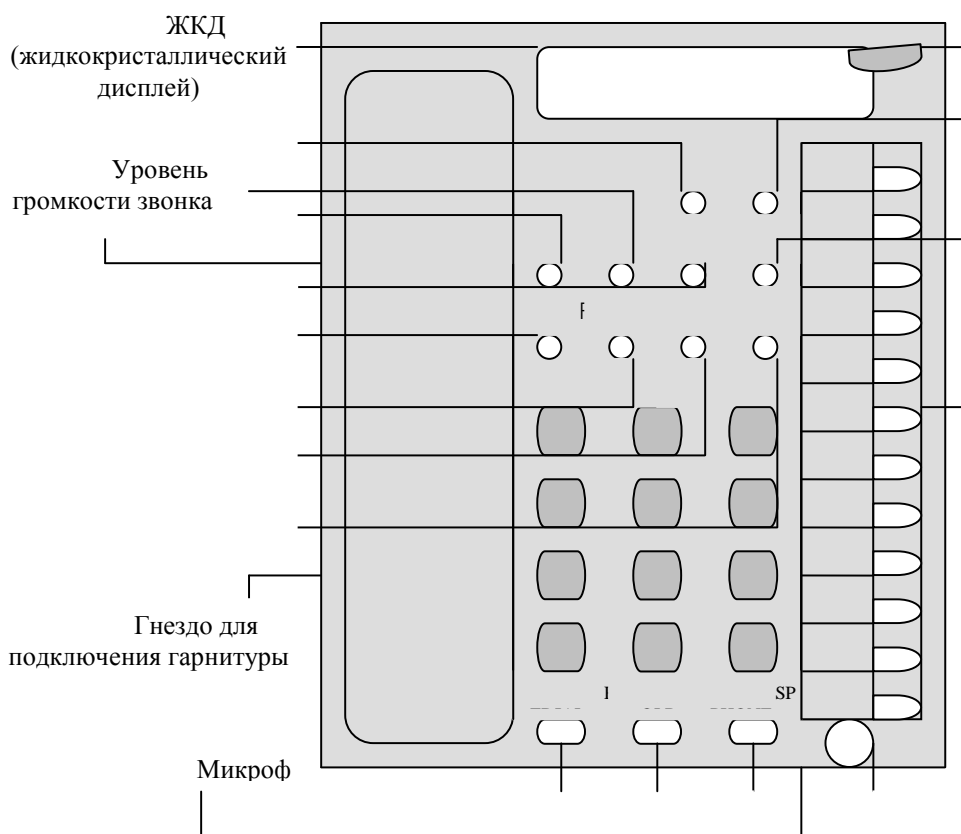 ЖКД
(жидкокристаллический
дисплей)
Уровень
громкости звонка
Гнездо для
подключения гарнитуры
SP
Микроф